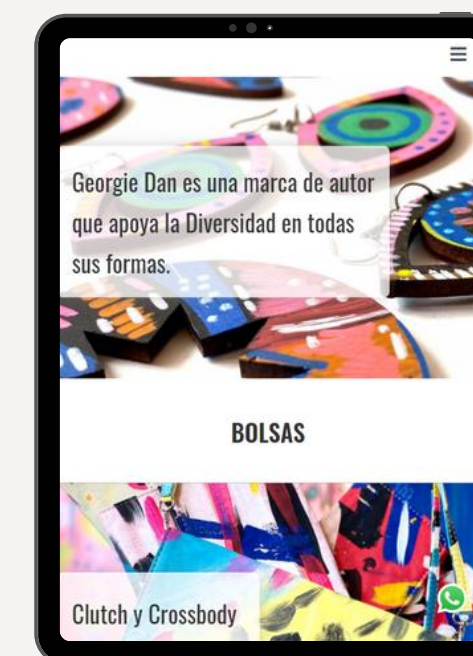 Georgie Dan es una marca de autor
que apoya la Diversidad en todas
sus formas.
BOLSAS
Clutch y Crossbody